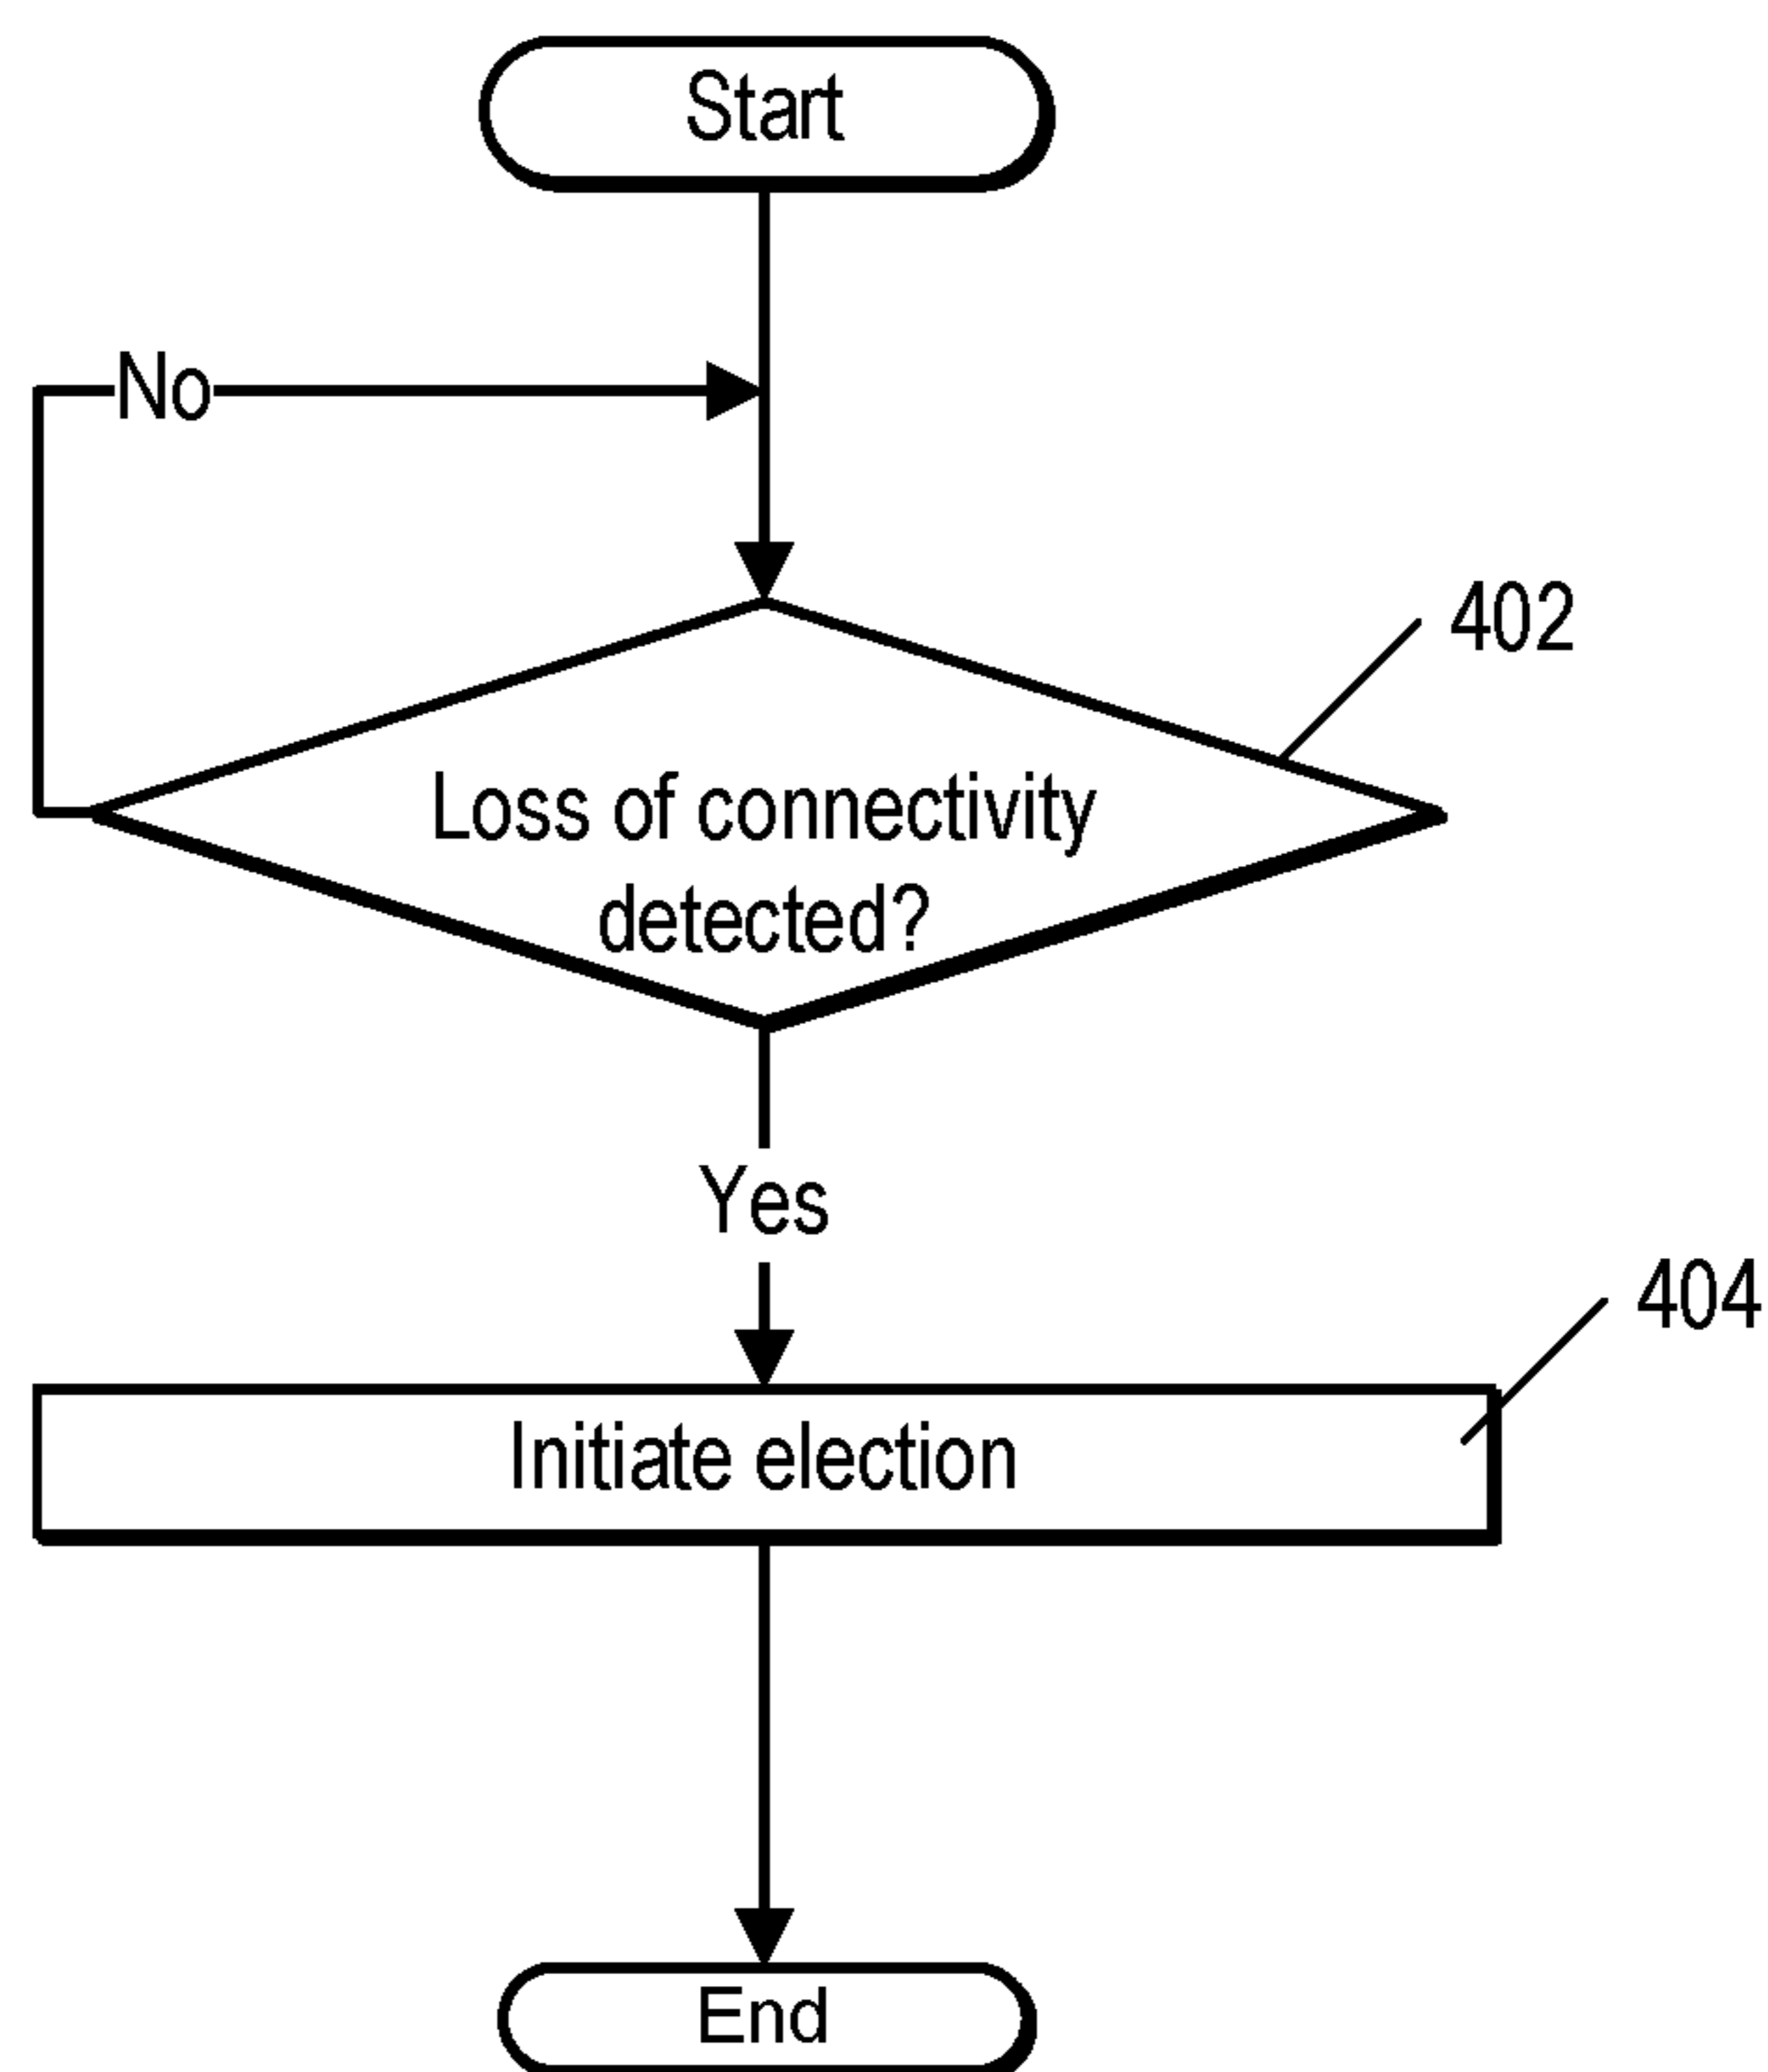 Start
No
402
Loss of connectivity
detected?
Yes
404
Initiate election
End